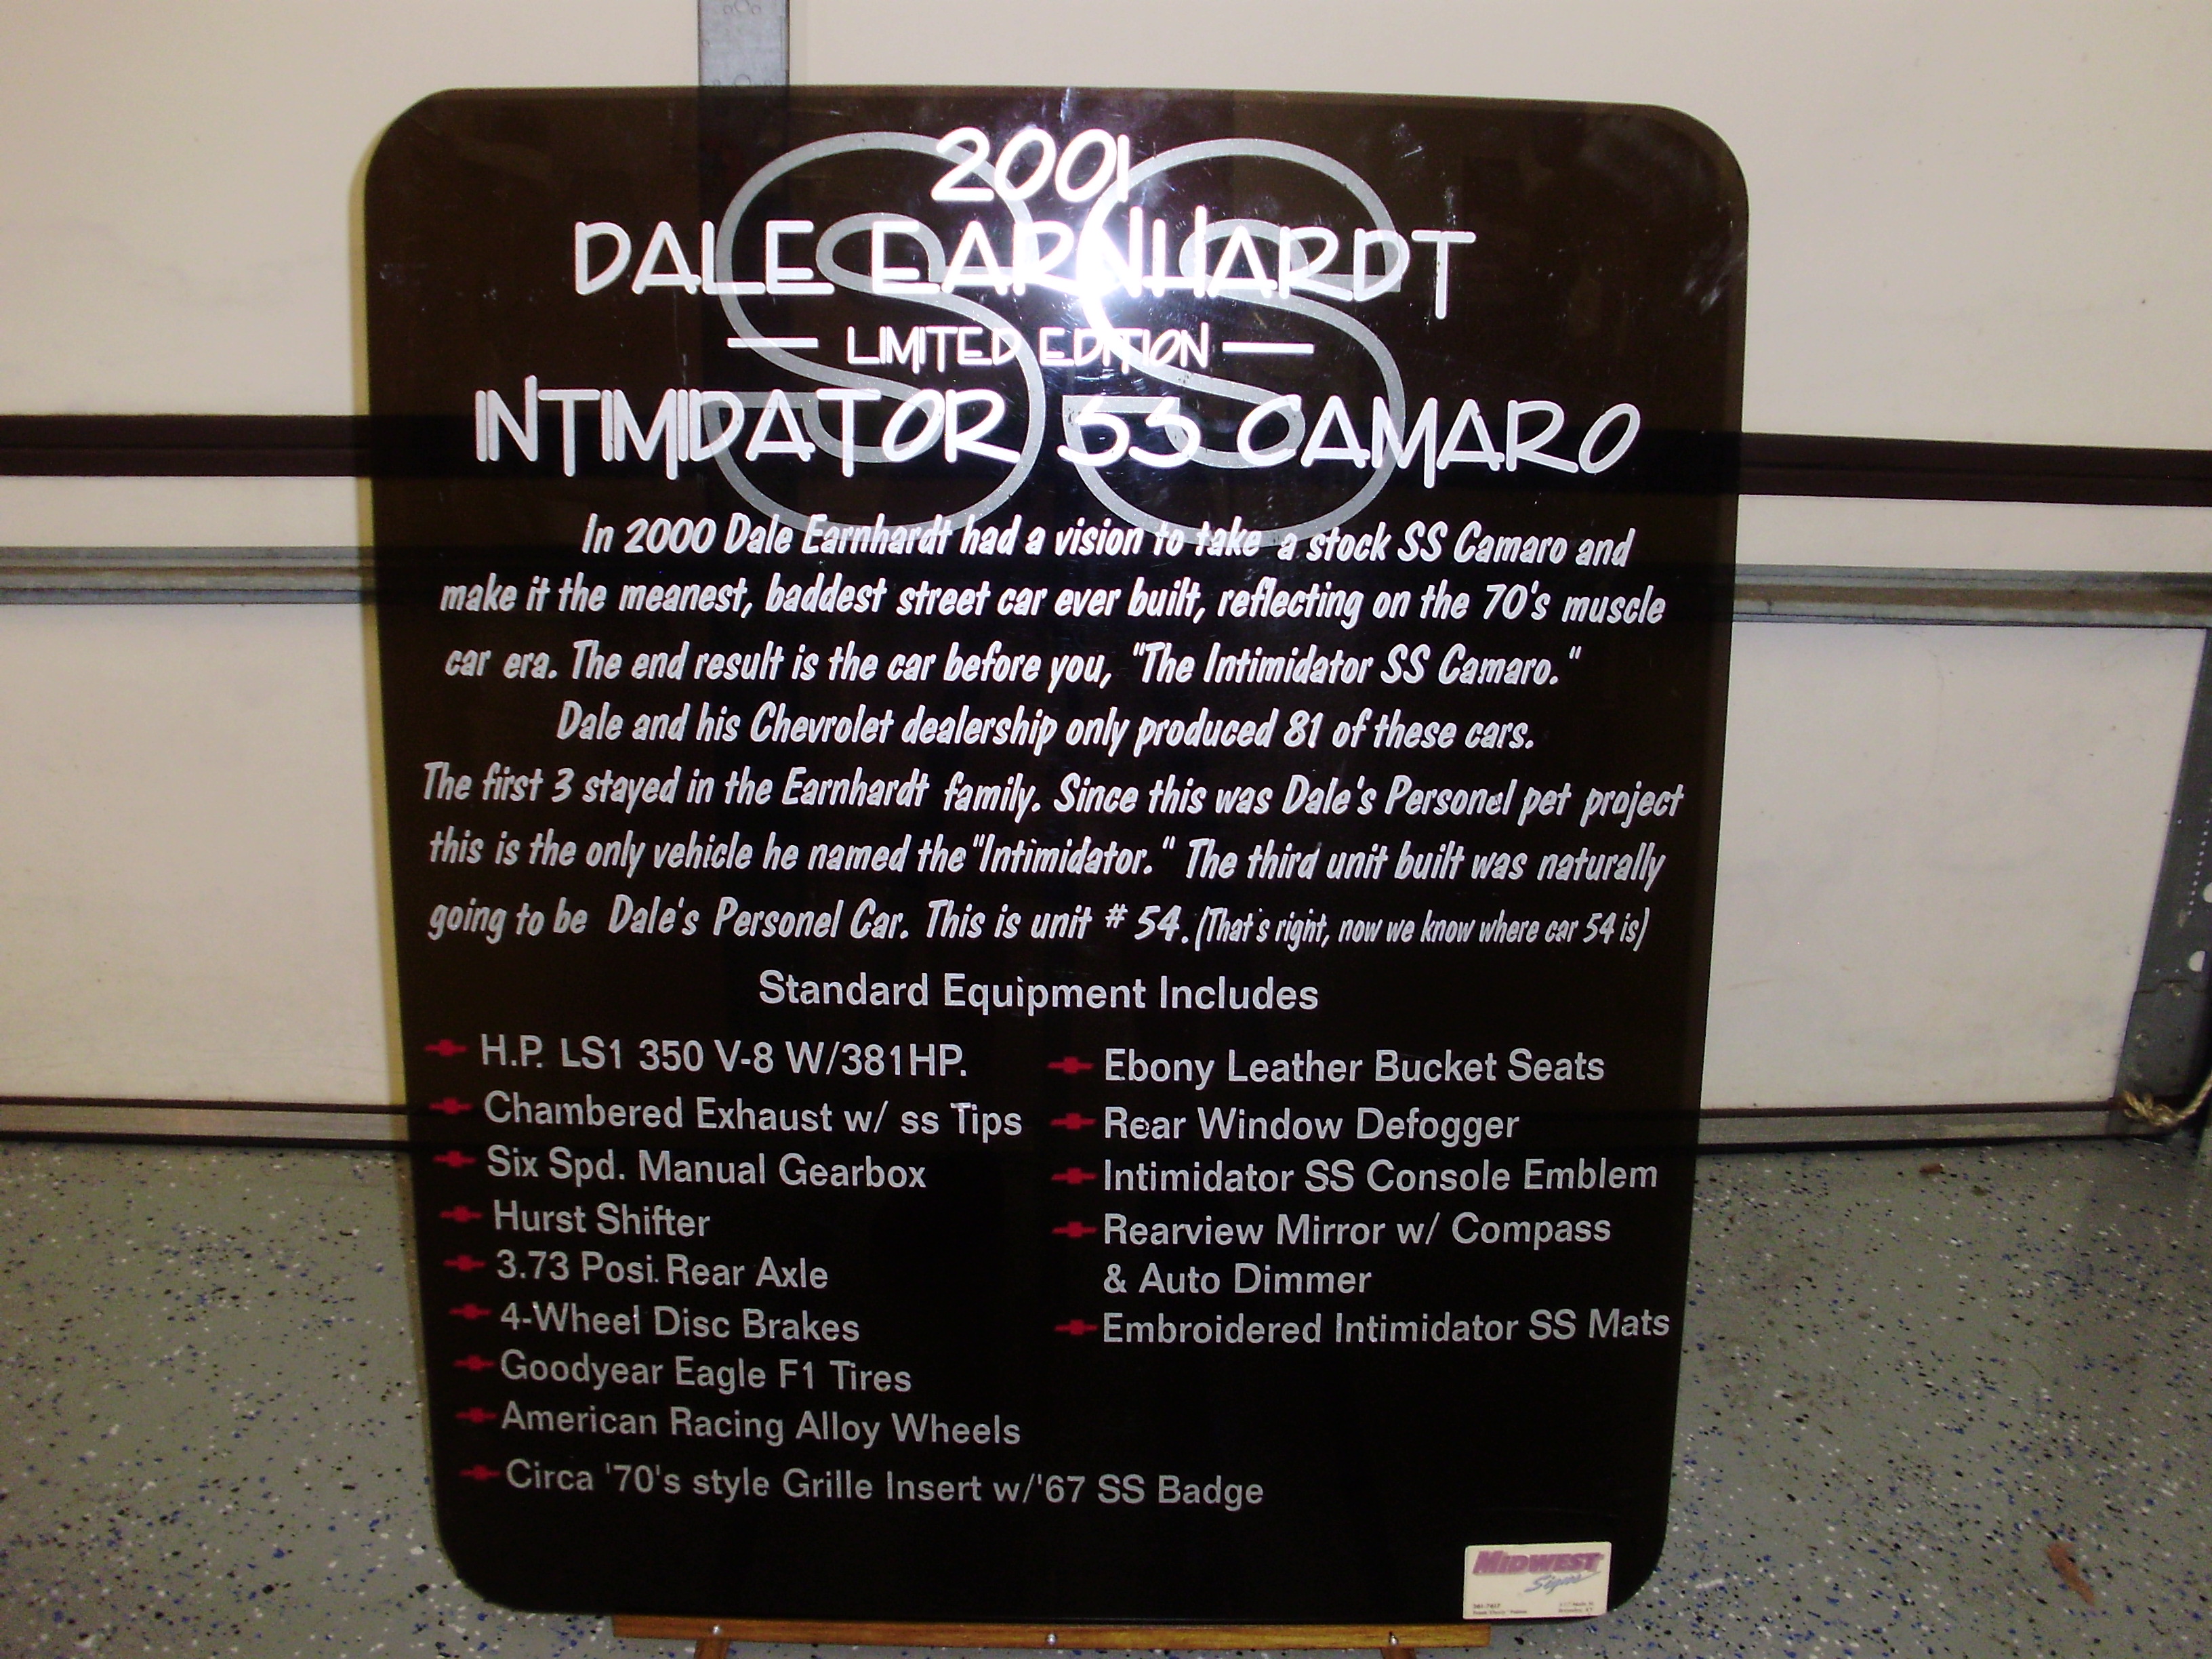 2001
DALE EARNHARDT
— LIMITED EDITION —
INTIMIDATOR SS CAMARO
SS
In 2000 Dale Earnhardt had a vision to take a stock SS Camaro and
make it the meanest, baddest street car ever built, reflecting on the 70's muscle
car era. The end result is the car before you, "The Intimidator SS Camaro."
Dale and his Chevrolet dealership only produced 81 of these cars.
The first 3 stayed in the Earnhardt family. Since this was Dale's Personel pet project
this is the only vehicle he named the "Intimidator." The third unit built was naturally
going to be Dale's Personel Car. This is unit # 54. (That's right, now we know where car 54 is)
Standard Equipment Includes
H.P. LS1 350 V-8 W/381HP.
Chambered Exhaust w/ ss Tips
Six Spd. Manual Gearbox
Hurst Shifter
3.73 Posi. Rear Axle
4-Wheel Disc Brakes
Goodyear Eagle F1 Tires
American Racing Alloy Wheels
Circa '70's style Grille Insert w/'67 SS Badge
Ebony Leather Bucket Seats
Rear Window Defogger
Intimidator SS Console Emblem
Rearview Mirror w/ Compass
& Auto Dimmer
Embroidered Intimidator SS Mats
MIDWEST
Signs